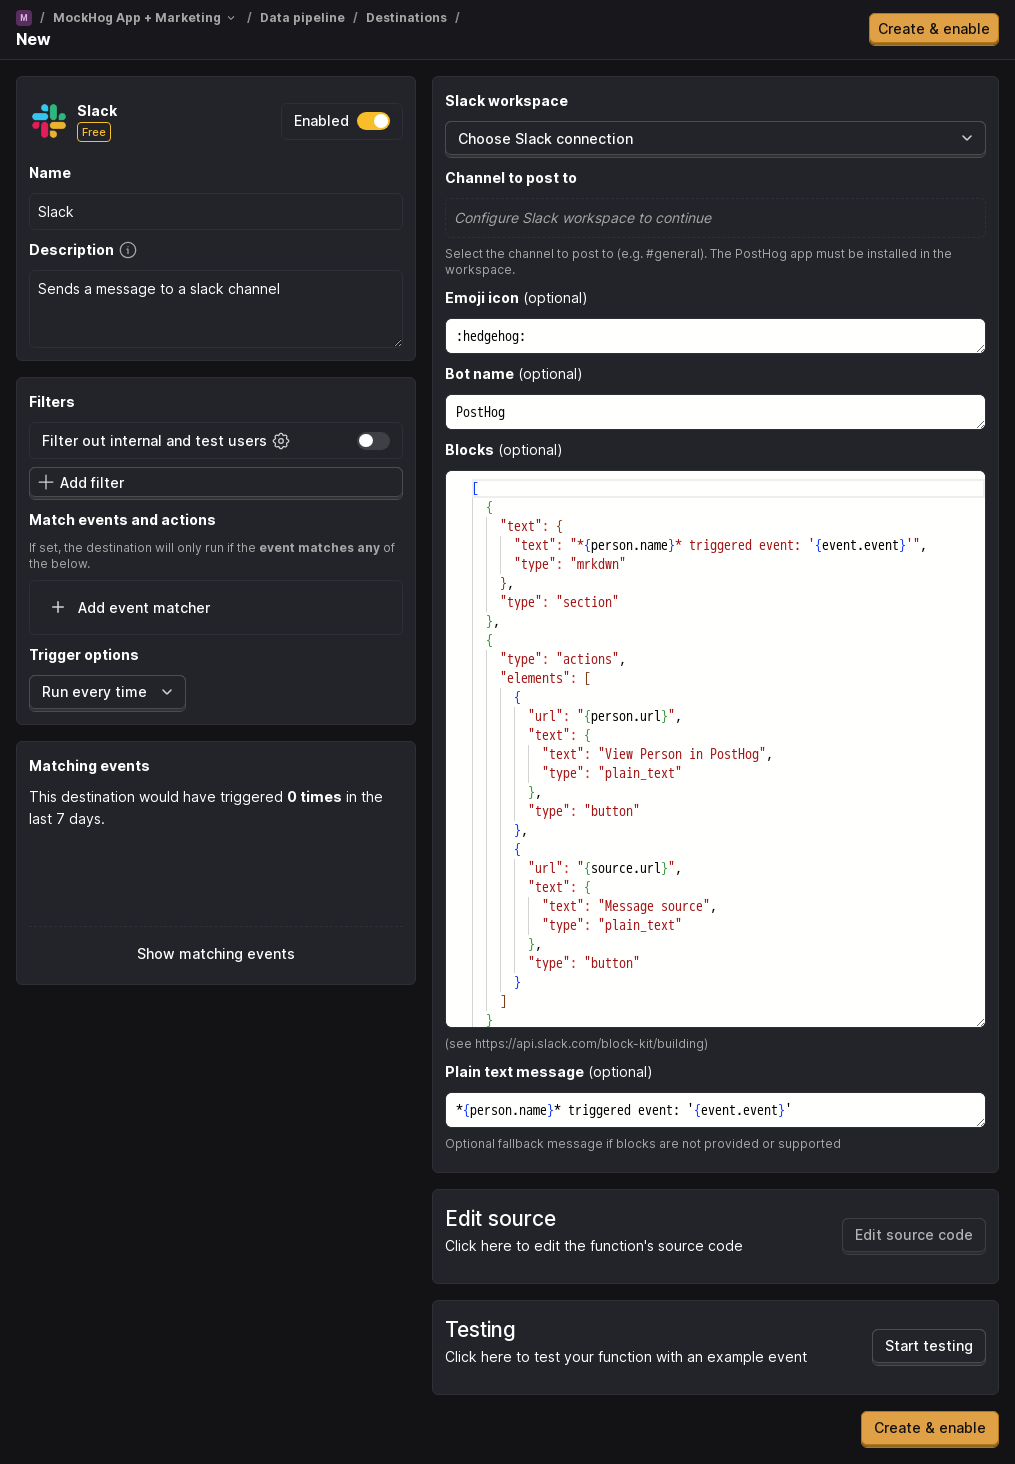 M / MockHog App + Marketing / Data pipeline / Destinations /
New
Create & enable
Slack
Free
Enabled
Name
Slack
Description
Sends a message to a slack channel
Filters
Filter out internal and test users
Add filter
Match events and actions
If set, the destination will only run if the event matches any of
the below.
Add event matcher
Trigger options
Run every time
Matching events
This destination would have triggered 0 times in the
last 7 days.
Show matching events
Slack workspace
Choose Slack connection
Channel to post to
Configure Slack workspace to continue
Select the channel to post to (e.g. #general). The PostHog app must be installed in the
workspace.
Emoji icon (optional)
:hedgehog:
Bot name (optional)
PostHog
Blocks (optional)
[
{
"text": {
"text": "*{person.name}* triggered event: '{event.event}'",
"type": "mrkdwn"
},
"type": "section"
},
{
"type": "actions",
"elements": [
{
"url": "{person.url}",
"text": {
"text": "View Person in PostHog",
"type": "plain_text"
},
"type": "button"
},
{
"url": "{source.url}",
"text": {
"text": "Message source",
"type": "plain_text"
},
"type": "button"
}
]
}
(see https://api.slack.com/block-kit/building)
Plain text message (optional)
*{person.name}* triggered event: '{event.event}'
Optional fallback message if blocks are not provided or supported
Edit source
Click here to edit the function's source code
Edit source code
Testing
Click here to test your function with an example event
Start testing
Create & enable